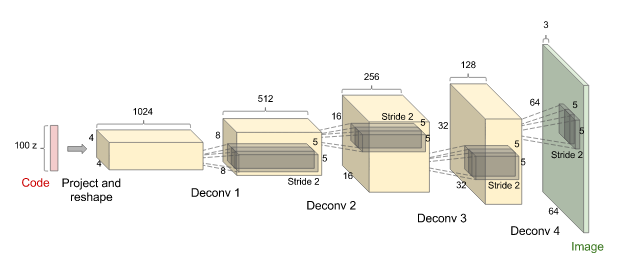 100 z
Code
Project and
reshape
1024
4
4
512
8
8
5
5
Stride 2
Deconv 1
256
16
16
Stride 2
5
5
Deconv 2
128
32
32
5
5
Stride 2
Deconv 3
3
64
64
5
5
Stride 2
Deconv 4
Image